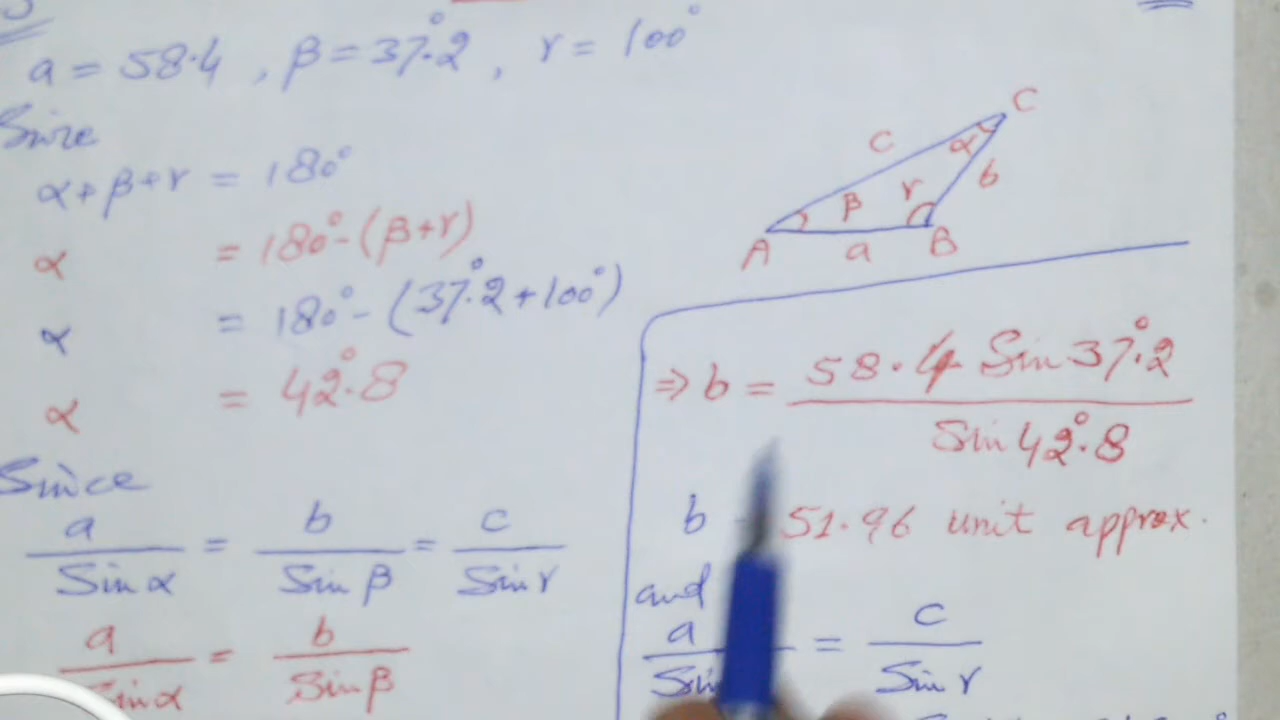 a = 58.4 , β = 37.2° , r = 100°
Since
α + β + r = 180°
α = 180° - (β + r)
α = 180° - (37.2° + 100°)
α = 42.8°
Since
a/Sin α = b/Sin β = c/Sin r
a/Sin α = b/Sin β
C
c α b
β r
A a B
⇒ b = 58.4 Sin 37.2° / Sin 42.8°
b 51.96 unit approx.
and
a/Sin = c/Sin r